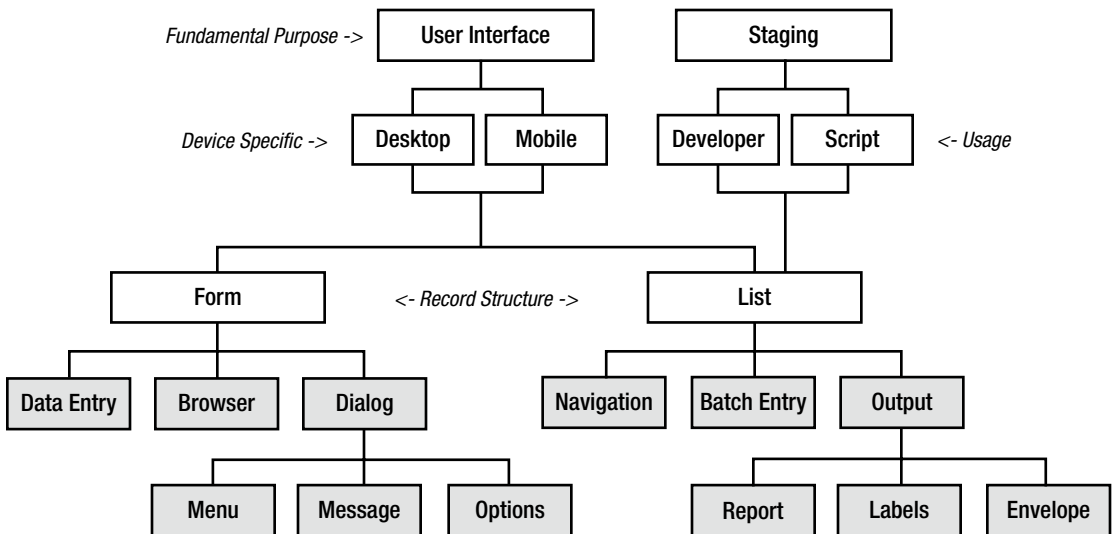 Fundamental Purpose ->
User Interface
Staging
Device Specific ->
Desktop
Mobile
Developer
Script
<- Usage
Form
<- Record Structure ->
List
Data Entry
Browser
Dialog
Navigation
Batch Entry
Output
Menu
Message
Options
Report
Labels
Envelope